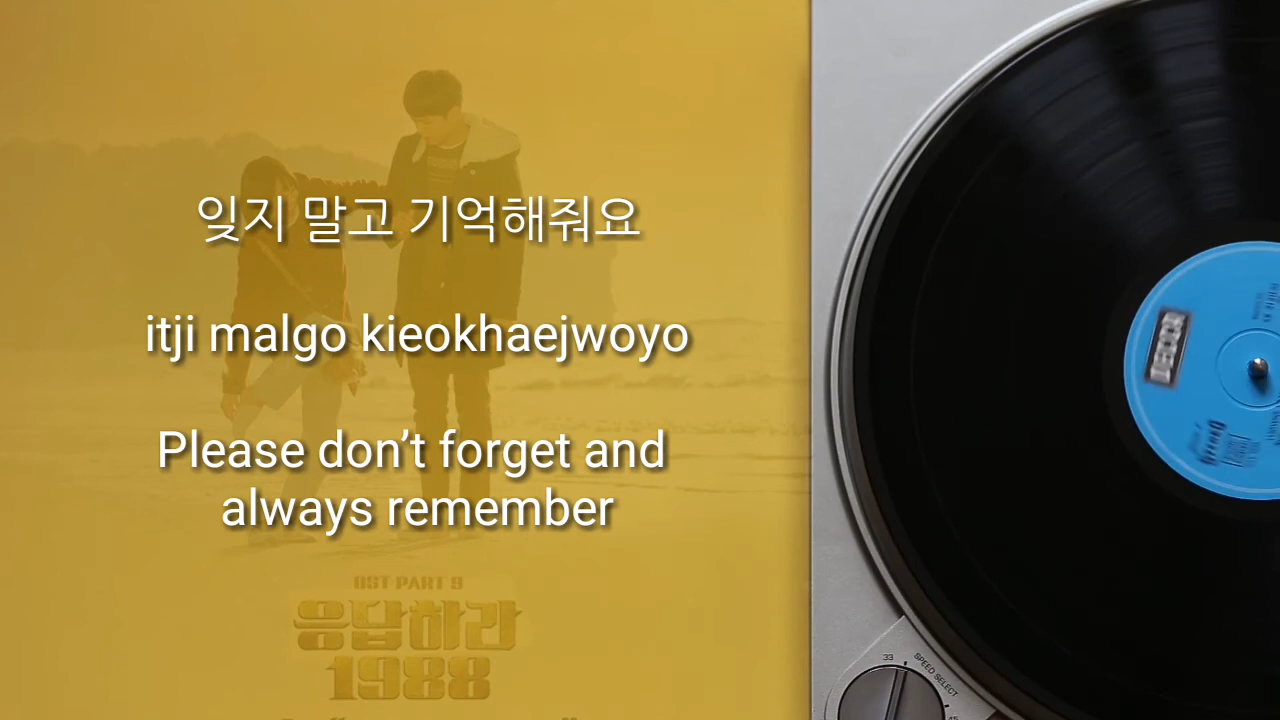 잊지 말고 기억해줘요
itji malgo kieokhaejwoyo
Please don’t forget and
always remember
OST PART 9
응답하라
1988
33
SPEED SELECT
45